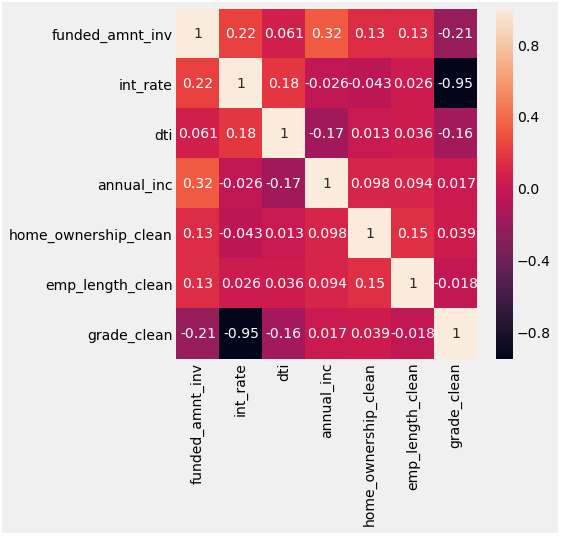 funded_amnt_inv 1 0.22 0.061 0.32 0.13 0.13 -0.21
int_rate 0.22 1 0.18 -0.026 -0.043 0.026 -0.95
dti 0.061 0.18 1 -0.17 0.013 0.036 -0.16
annual_inc 0.32 -0.026 -0.17 1 0.098 0.094 0.017
home_ownership_clean 0.13 -0.043 0.013 0.098 1 0.15 0.039
emp_length_clean 0.13 0.026 0.036 0.094 0.15 1 -0.018
grade_clean -0.21 -0.95 -0.16 0.017 0.039 -0.018 1
funded_amnt_inv
int_rate
dti
annual_inc
home_ownership_clean
emp_length_clean
grade_clean
0.8
0.4
0.0
−0.4
−0.8